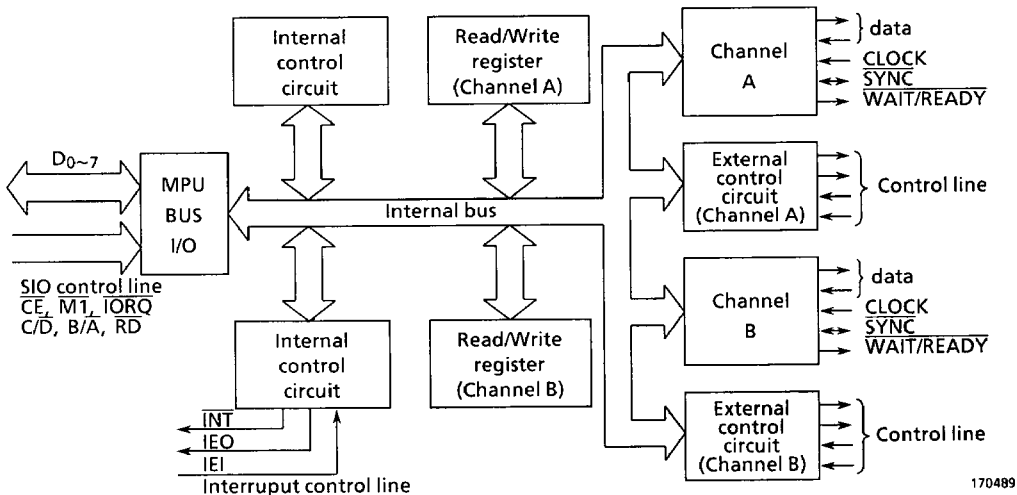 Internal
control
circuit
Read/Write
register
(Channel A)
Channel
A
data
CLOCK
SYNC
WAIT/READY
D0~7
MPU
BUS
I/O
Internal bus
External
control
circuit
(Channel A)
Control line
SIO control line
CE, M1, IORQ
C/D, B/A, RD
Internal
control
circuit
Read/Write
register
(Channel B)
Channel
B
data
CLOCK
SYNC
WAIT/READY
INT
IEO
IEI
Interruput control line
External
control
circuit
(Channel B)
Control line
170489